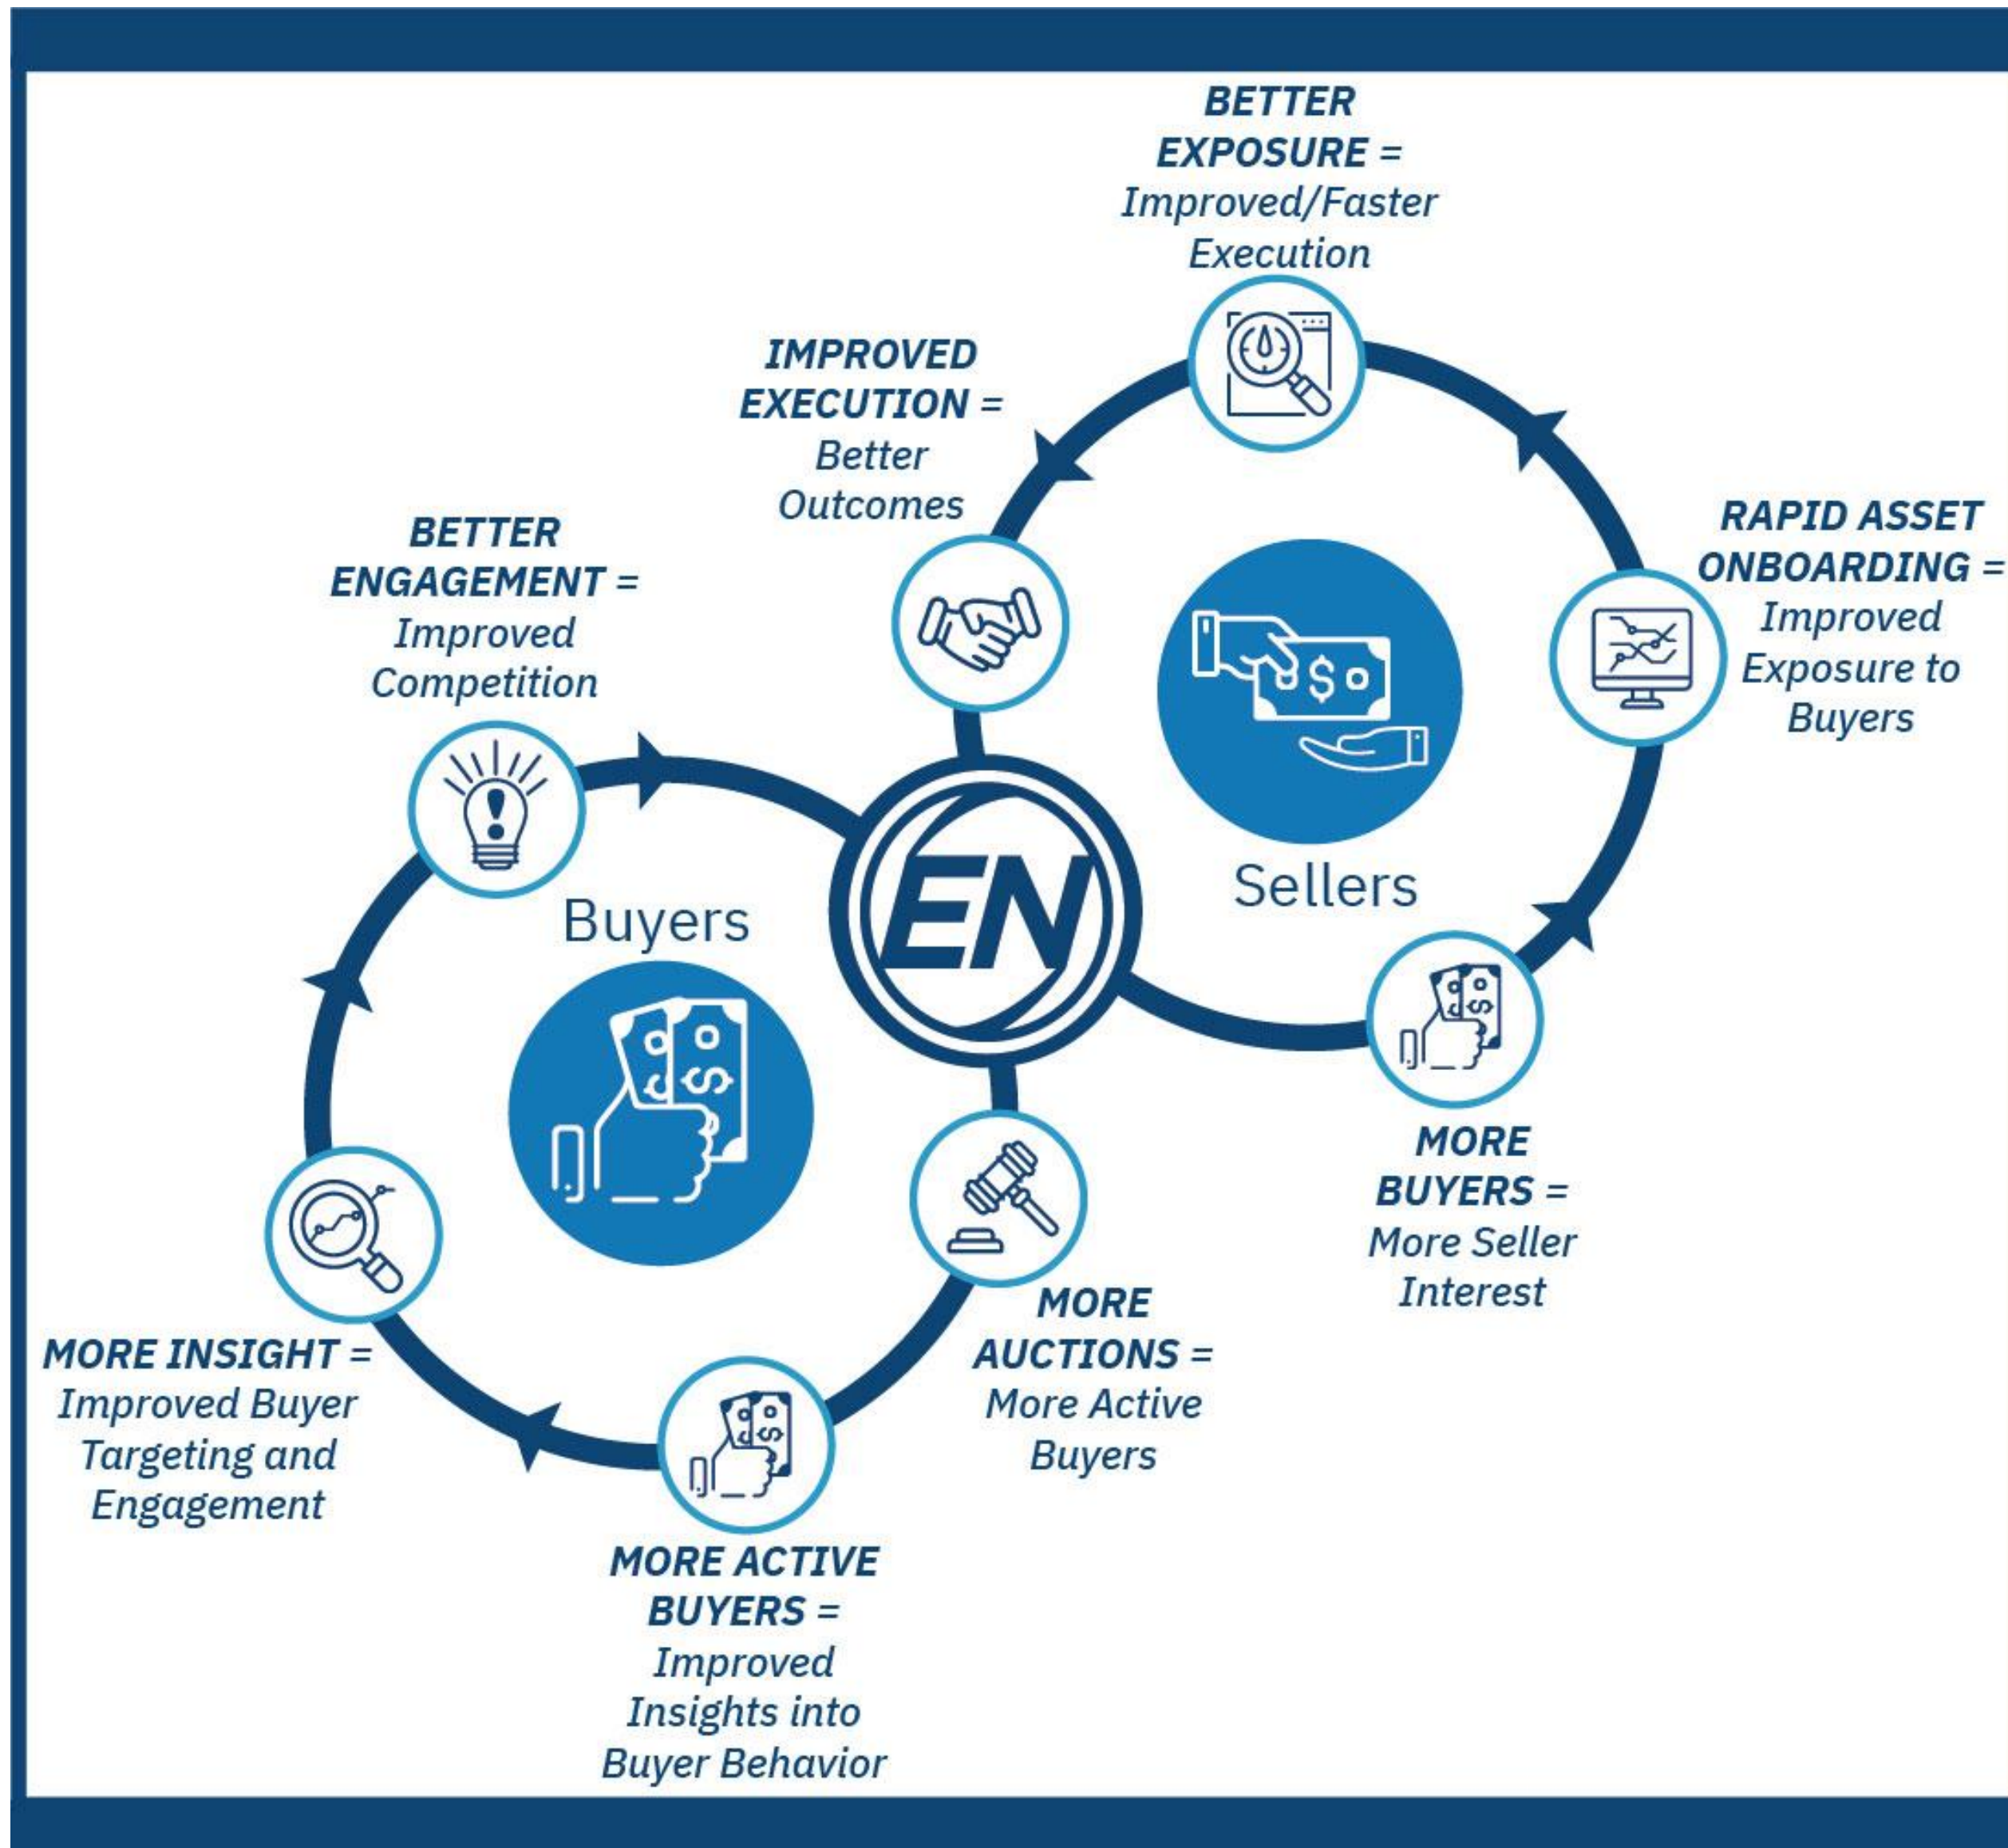 BETTER
EXPOSURE =
Improved/Faster
Execution
IMPROVED
EXECUTION =
Better
Outcomes
RAPID ASSET
ONBOARDING =
Improved
Exposure to
Buyers
BETTER
ENGAGEMENT =
Improved
Competition
$
Sellers
EN
Buyers
MORE
BUYERS =
More Seller
Interest
MORE
AUCTIONS =
More Active
Buyers
MORE INSIGHT =
Improved Buyer
Targeting and
Engagement
MORE ACTIVE
BUYERS =
Improved
Insights into
Buyer Behavior